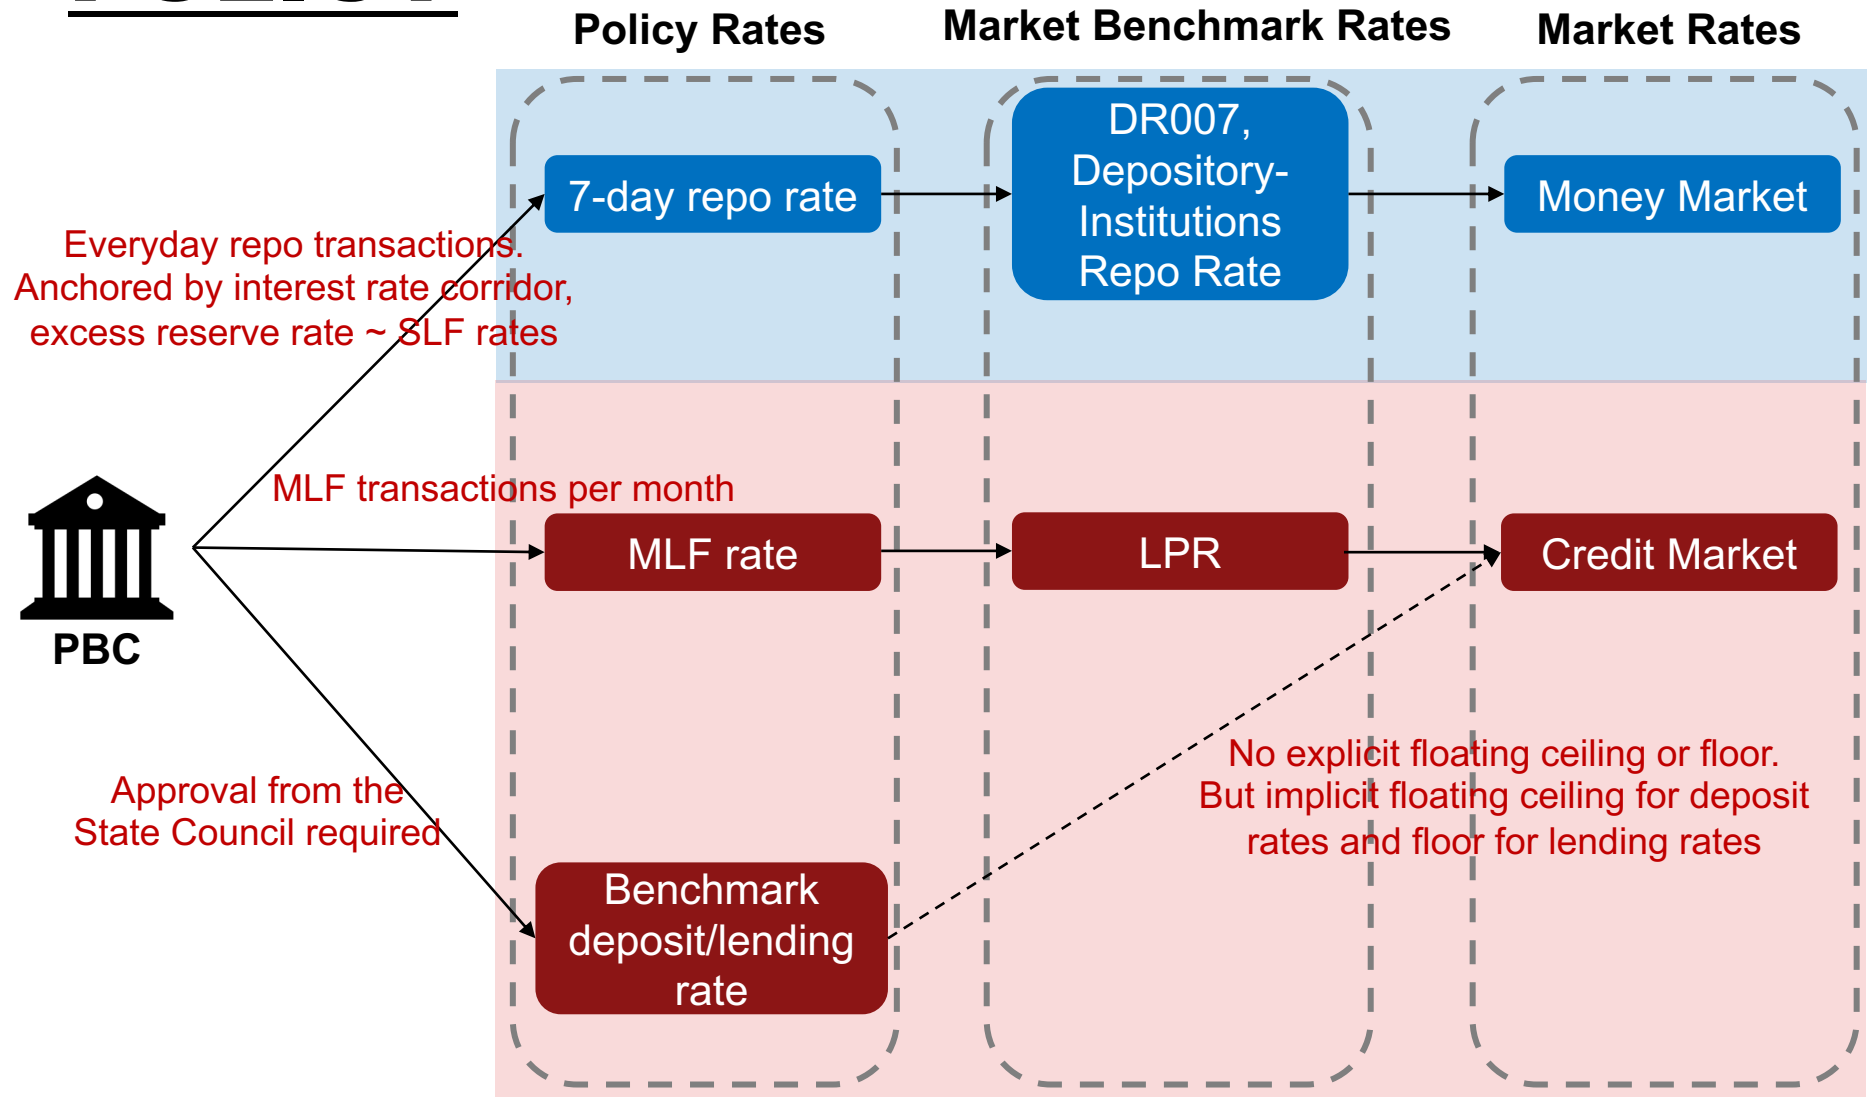 Policy Rates
Market Benchmark Rates
Market Rates
7-day repo rate
DR007,
Depository-
Institutions
Repo Rate
Money Market
Everyday repo transactions.
Anchored by interest rate corridor,
excess reserve rate ~ SLF rates
MLF transactions per month
MLF rate
LPR
Credit Market
PBC
No explicit floating ceiling or floor.
But implicit floating ceiling for deposit
rates and floor for lending rates
Approval from the
State Council required
Benchmark
deposit/lending
rate